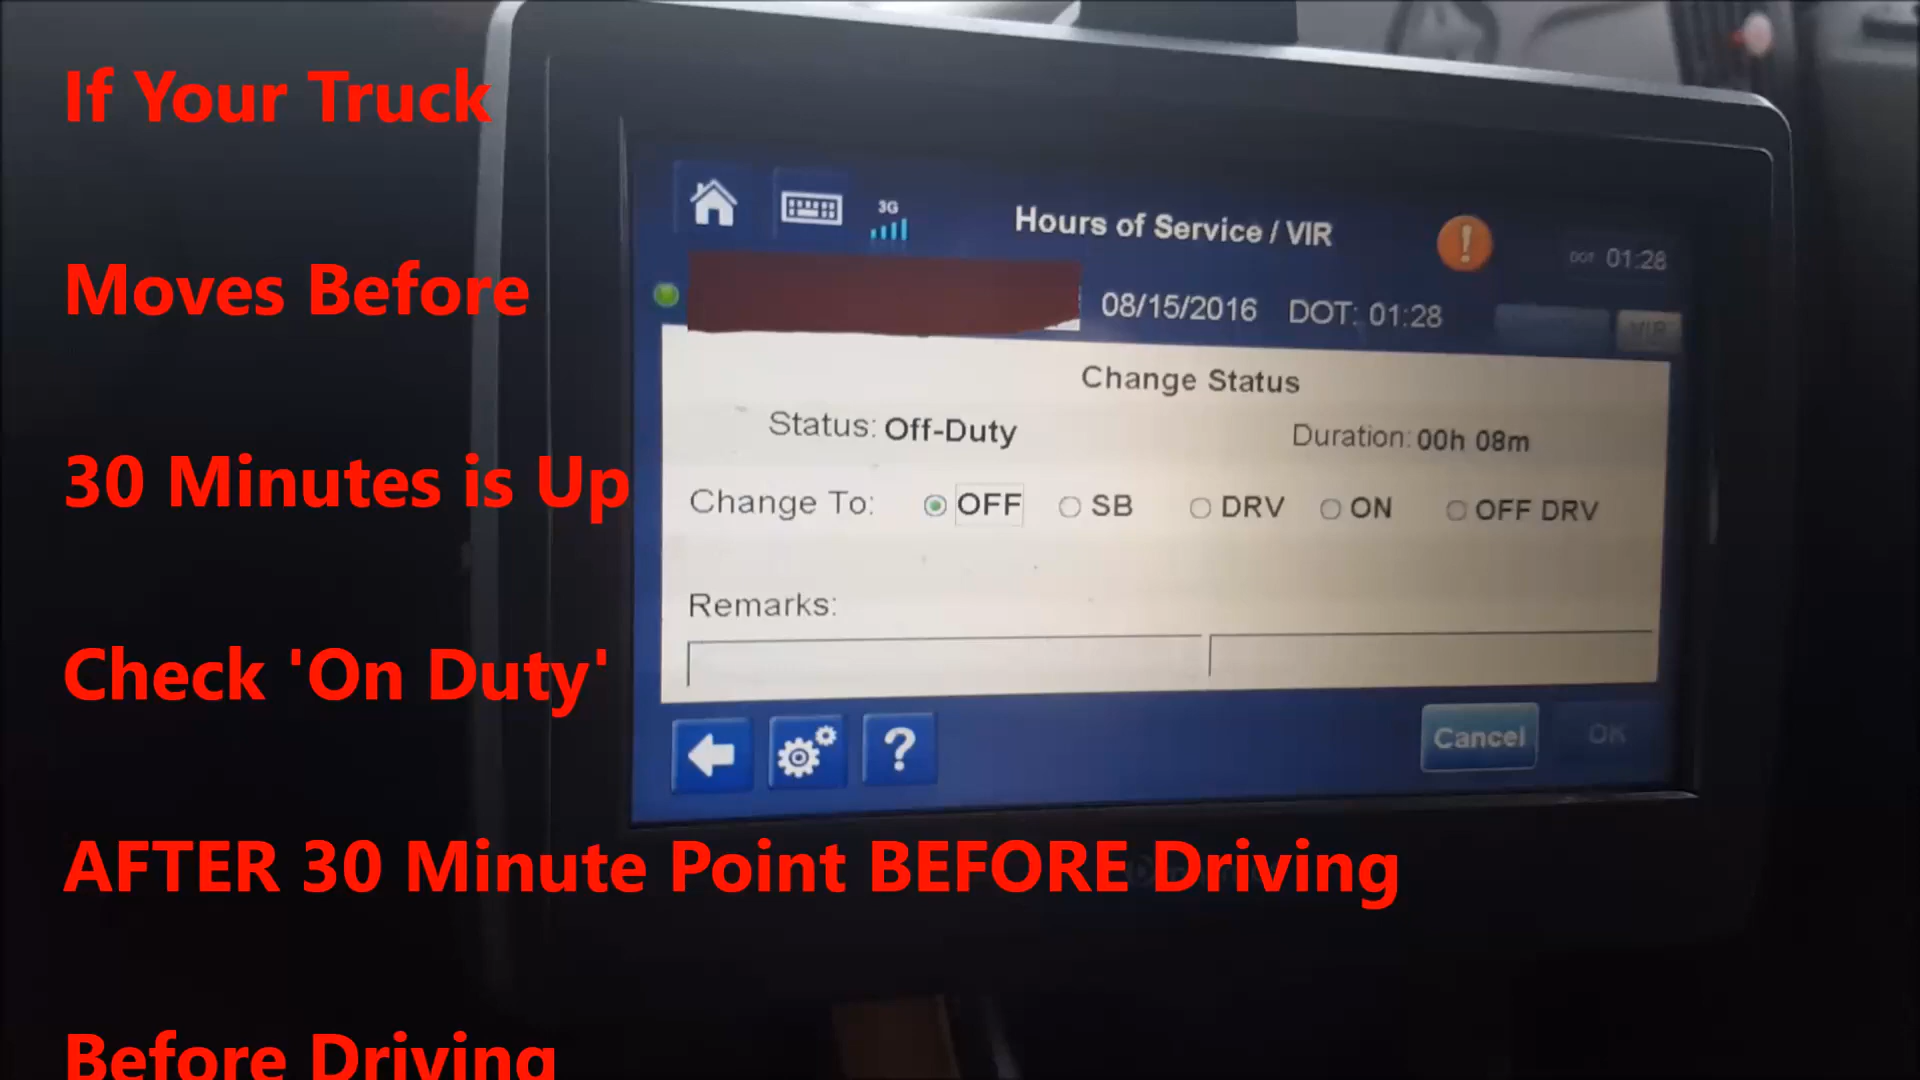 If Your Truck
Moves Before
30 Minutes is Up
Check 'On Duty'
AFTER 30 Minute Point BEFORE Driving
Before Driving
3G
Hours of Service / VIR
!
DOT 01:28
08/15/2016 DOT: 01:28
VIR
Change Status
Status: Off-Duty
Duration: 00h 08m
Change To: OFF SB DRV ON OFF DRV
Remarks:
?
Cancel
OK